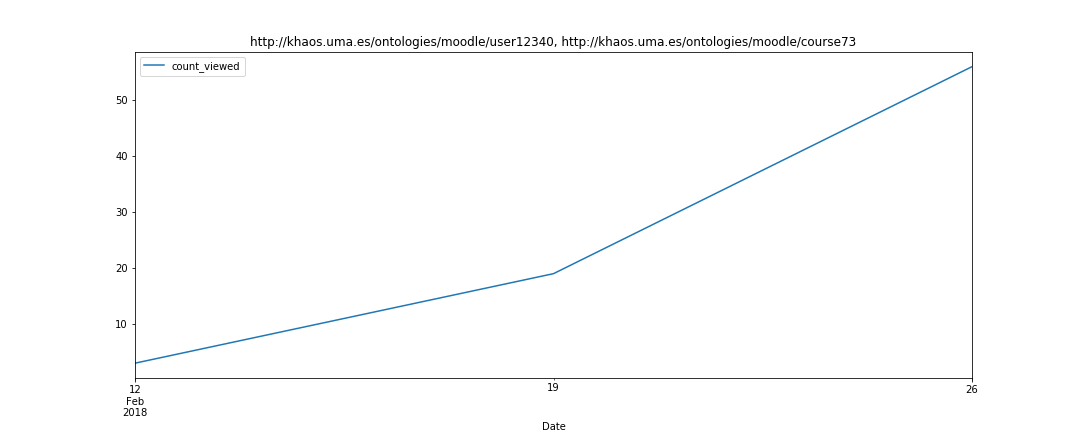 http://khaos.uma.es/ontologies/moodle/user12340, http://khaos.uma.es/ontologies/moodle/course73
count_viewed
50
40
30
20
10
12
Feb
2018
19
26
Date